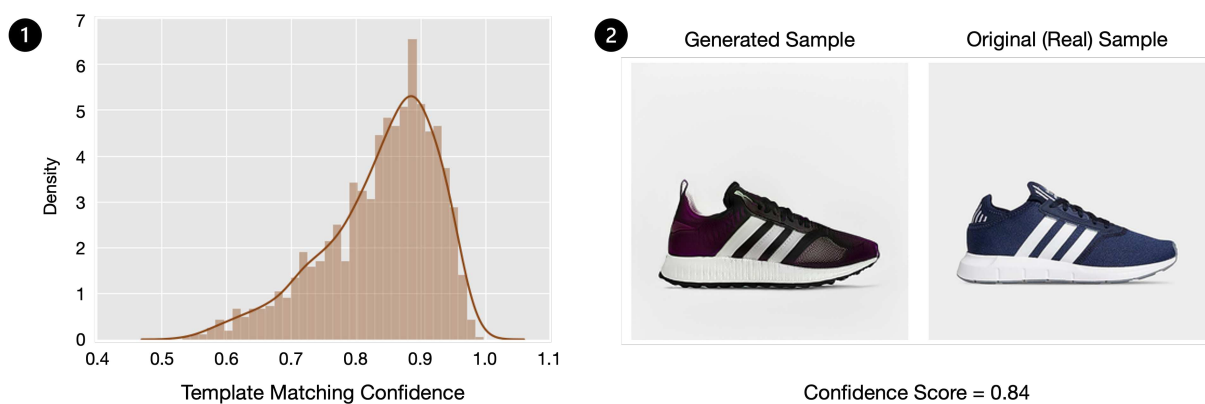 1
7
6
5
4
3
2
1
0
Density
0.4 0.5 0.6 0.7 0.8 0.9 1.0 1.1
Template Matching Confidence
2
Generated Sample Original (Real) Sample
Confidence Score = 0.84